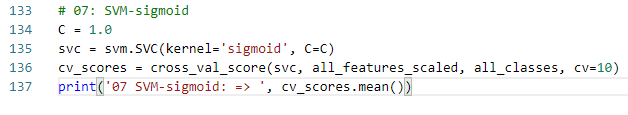 133 # 07: SVM-sigmoid
134 C = 1.0
135 svc = svm.SVC(kernel='sigmoid', C=C)
136 cv_scores = cross_val_score(svc, all_features_scaled, all_classes, cv=10)
137 print('07 SVM-sigmoid: => ', cv_scores.mean())